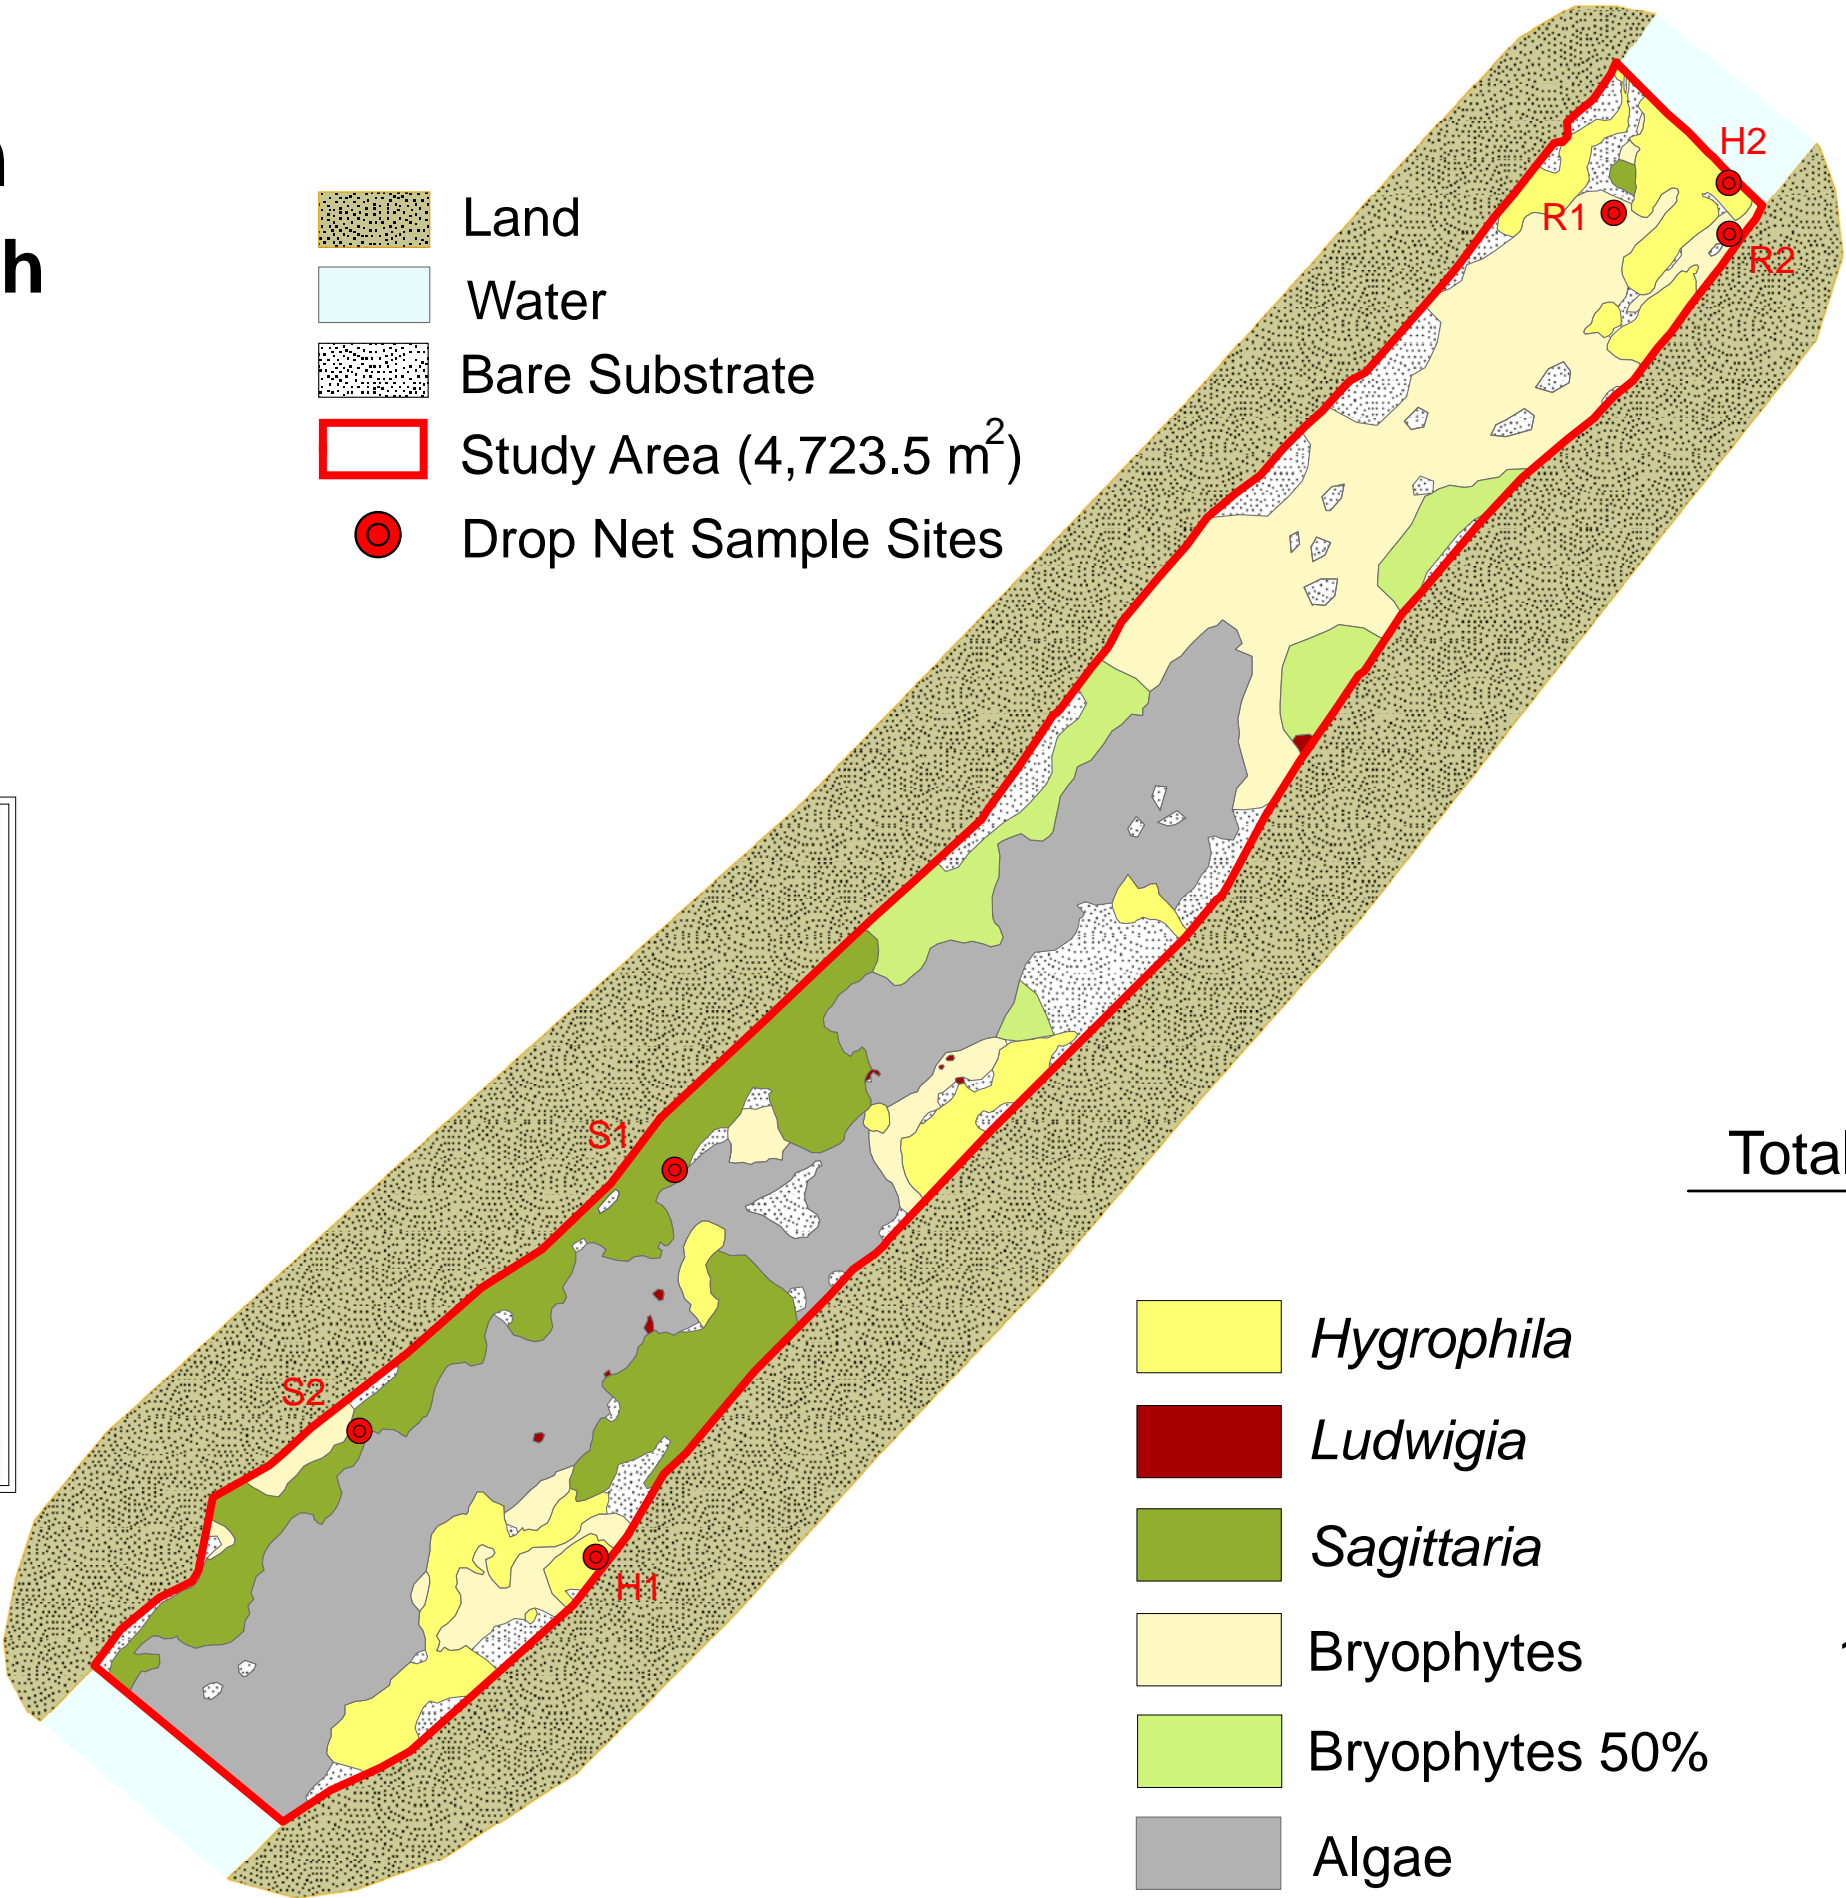 h
Land
Water
Bare Substrate
Study Area (4,723.5 m²)
Drop Net Sample Sites
H2
R1
R2
S1
S2
H1
Total
Hygrophila
Ludwigia
Sagittaria
Bryophytes
Bryophytes 50%
Algae